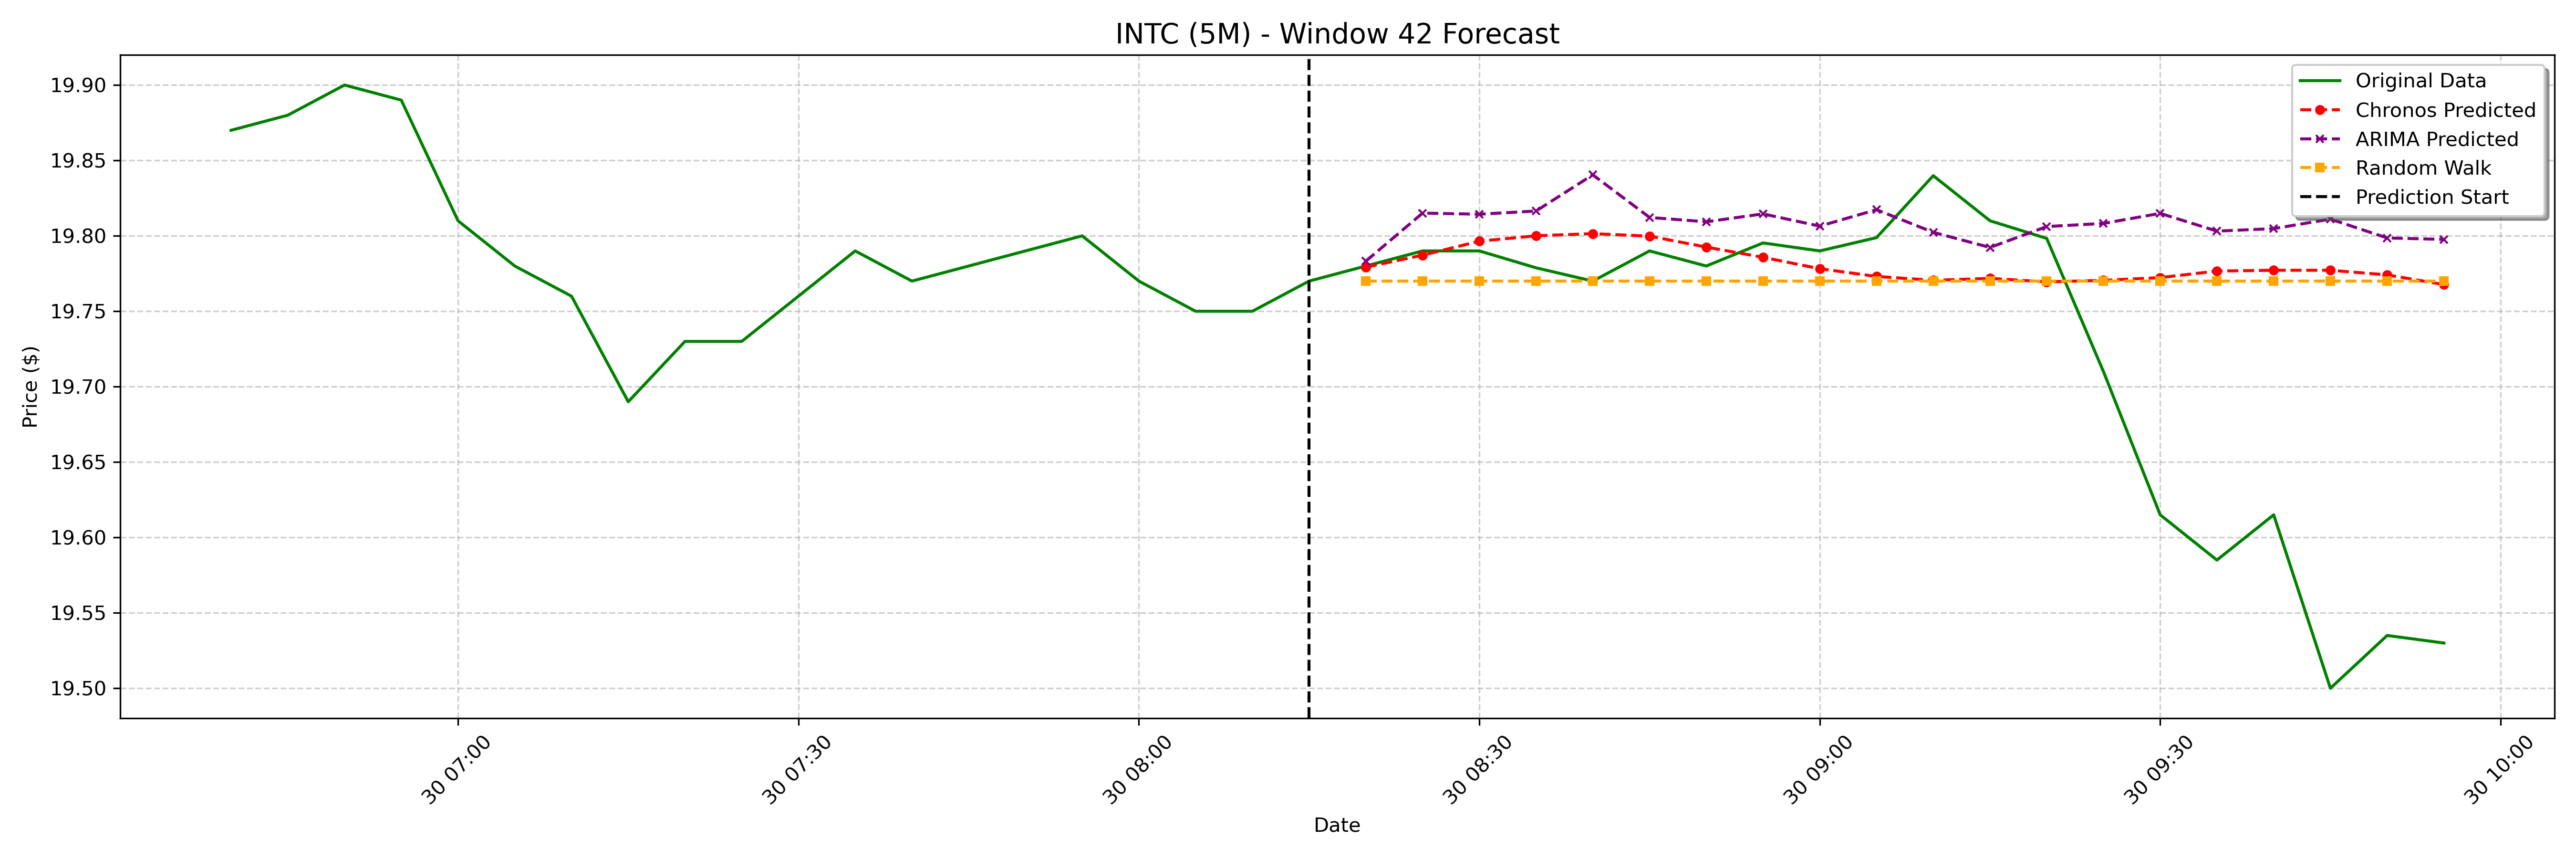 INTC (5M) - Window 42 Forecast
Original Data
Chronos Predicted
ARIMA Predicted
Random Walk
Prediction Start
Price ($)
19.90
19.85
19.80
19.75
19.70
19.65
19.60
19.55
19.50
30 07:00
30 07:30
30 08:00
30 08:30
30 09:00
30 09:30
30 10:00
Date